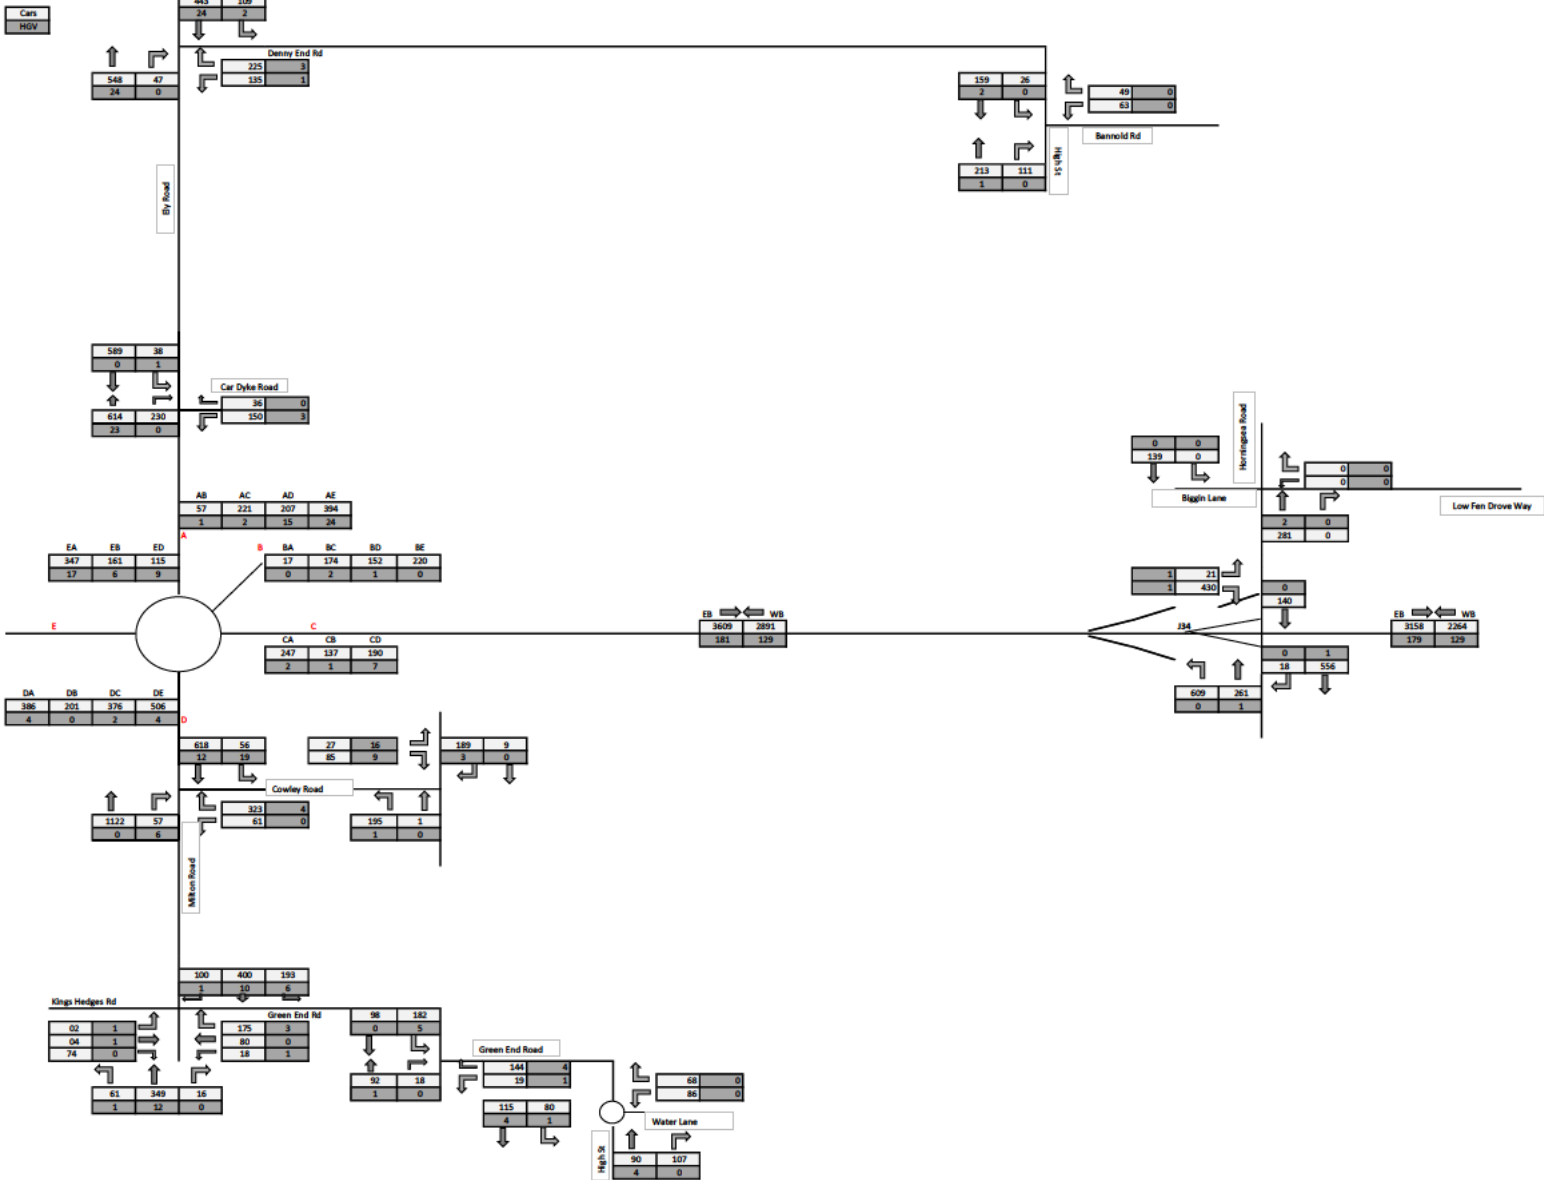 Cars
HGV
443 109
24 2
Denny End Rd
225 3
135 1
548 47
24 0
159 26
2 0
49 0
63 0
Bannold Rd
High St
213 111
1 0
Ely Road
589 38
0 1
Car Dyke Road
36 0
150 3
614 230
23 0
Horningsea Road
0 0
139 0
0 0
0 0
Biggin Lane
Low Fen Drove Way
2 0
281 0
AB AC AD AE
57 221 207 394
1 2 15 24
A
EA EB ED
347 161 115
17 6 9
B
BA BC BD BE
17 174 152 220
0 2 1 0
1 21
1 430
0
140
E
C
EB WB
3609 2891
181 129
J34
EB WB
3158 2264
179 129
CA CB CD
247 137 190
2 1 7
0 1
18 556
609 261
0 1
DA DB DC DE
386 201 376 506
4 0 2 4
D
618 56
12 19
27 16
85 9
189 9
3 0
Cowley Road
1122 57
0 6
323 4
61 0
195 1
1 0
Milton Road
100 400 193
1 10 6
Kings Hedges Rd
Green End Rd
02 1
04 1
74 0
175 3
80 0
18 1
98 182
0 5
Green End Road
144 4
19 1
61 349 16
1 12 0
92 18
1 0
68 0
86 0
115 80
4 1
Water Lane
High St
90 107
4 0